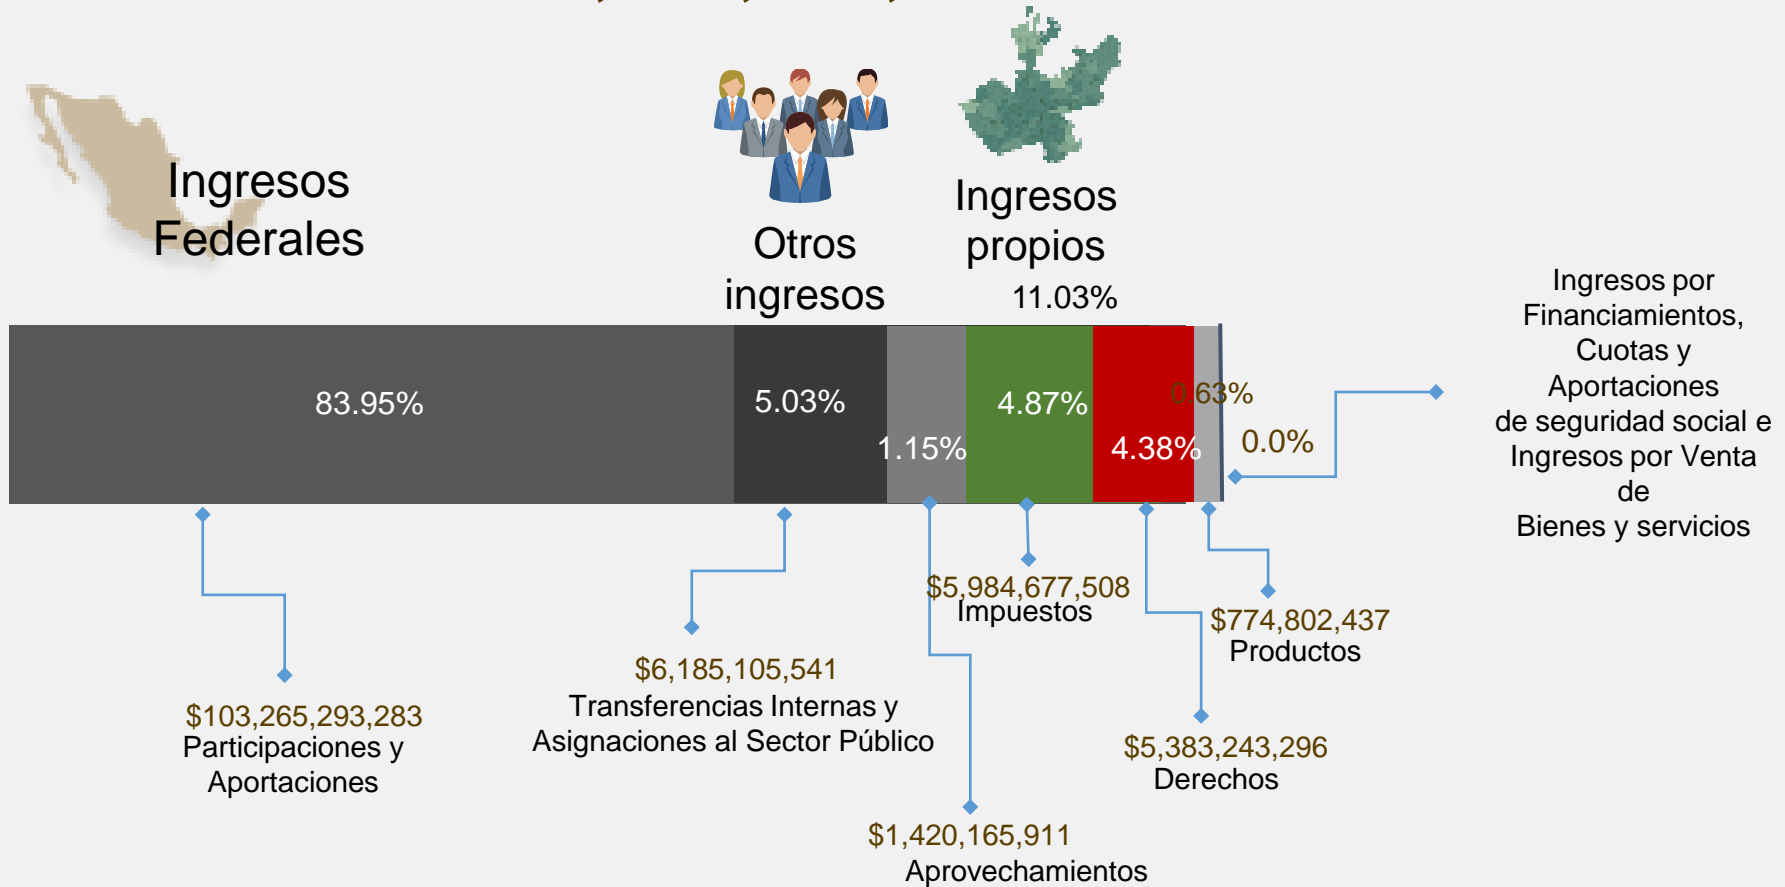 Ingresos
Federales
Otros
ingresos
Ingresos
propios
11.03%
83.95%
5.03%
1.15%
4.87%
4.38%
0.63%
0.0%
Ingresos por
Financiamientos,
Cuotas y
Aportaciones
de seguridad social e
Ingresos por Venta
de
Bienes y servicios
$103,265,293,283
Participaciones y
Aportaciones
$6,185,105,541
Transferencias Internas y
Asignaciones al Sector Público
$1,420,165,911
Aprovechamientos
$5,984,677,508
Impuestos
$5,383,243,296
Derechos
$774,802,437
Productos